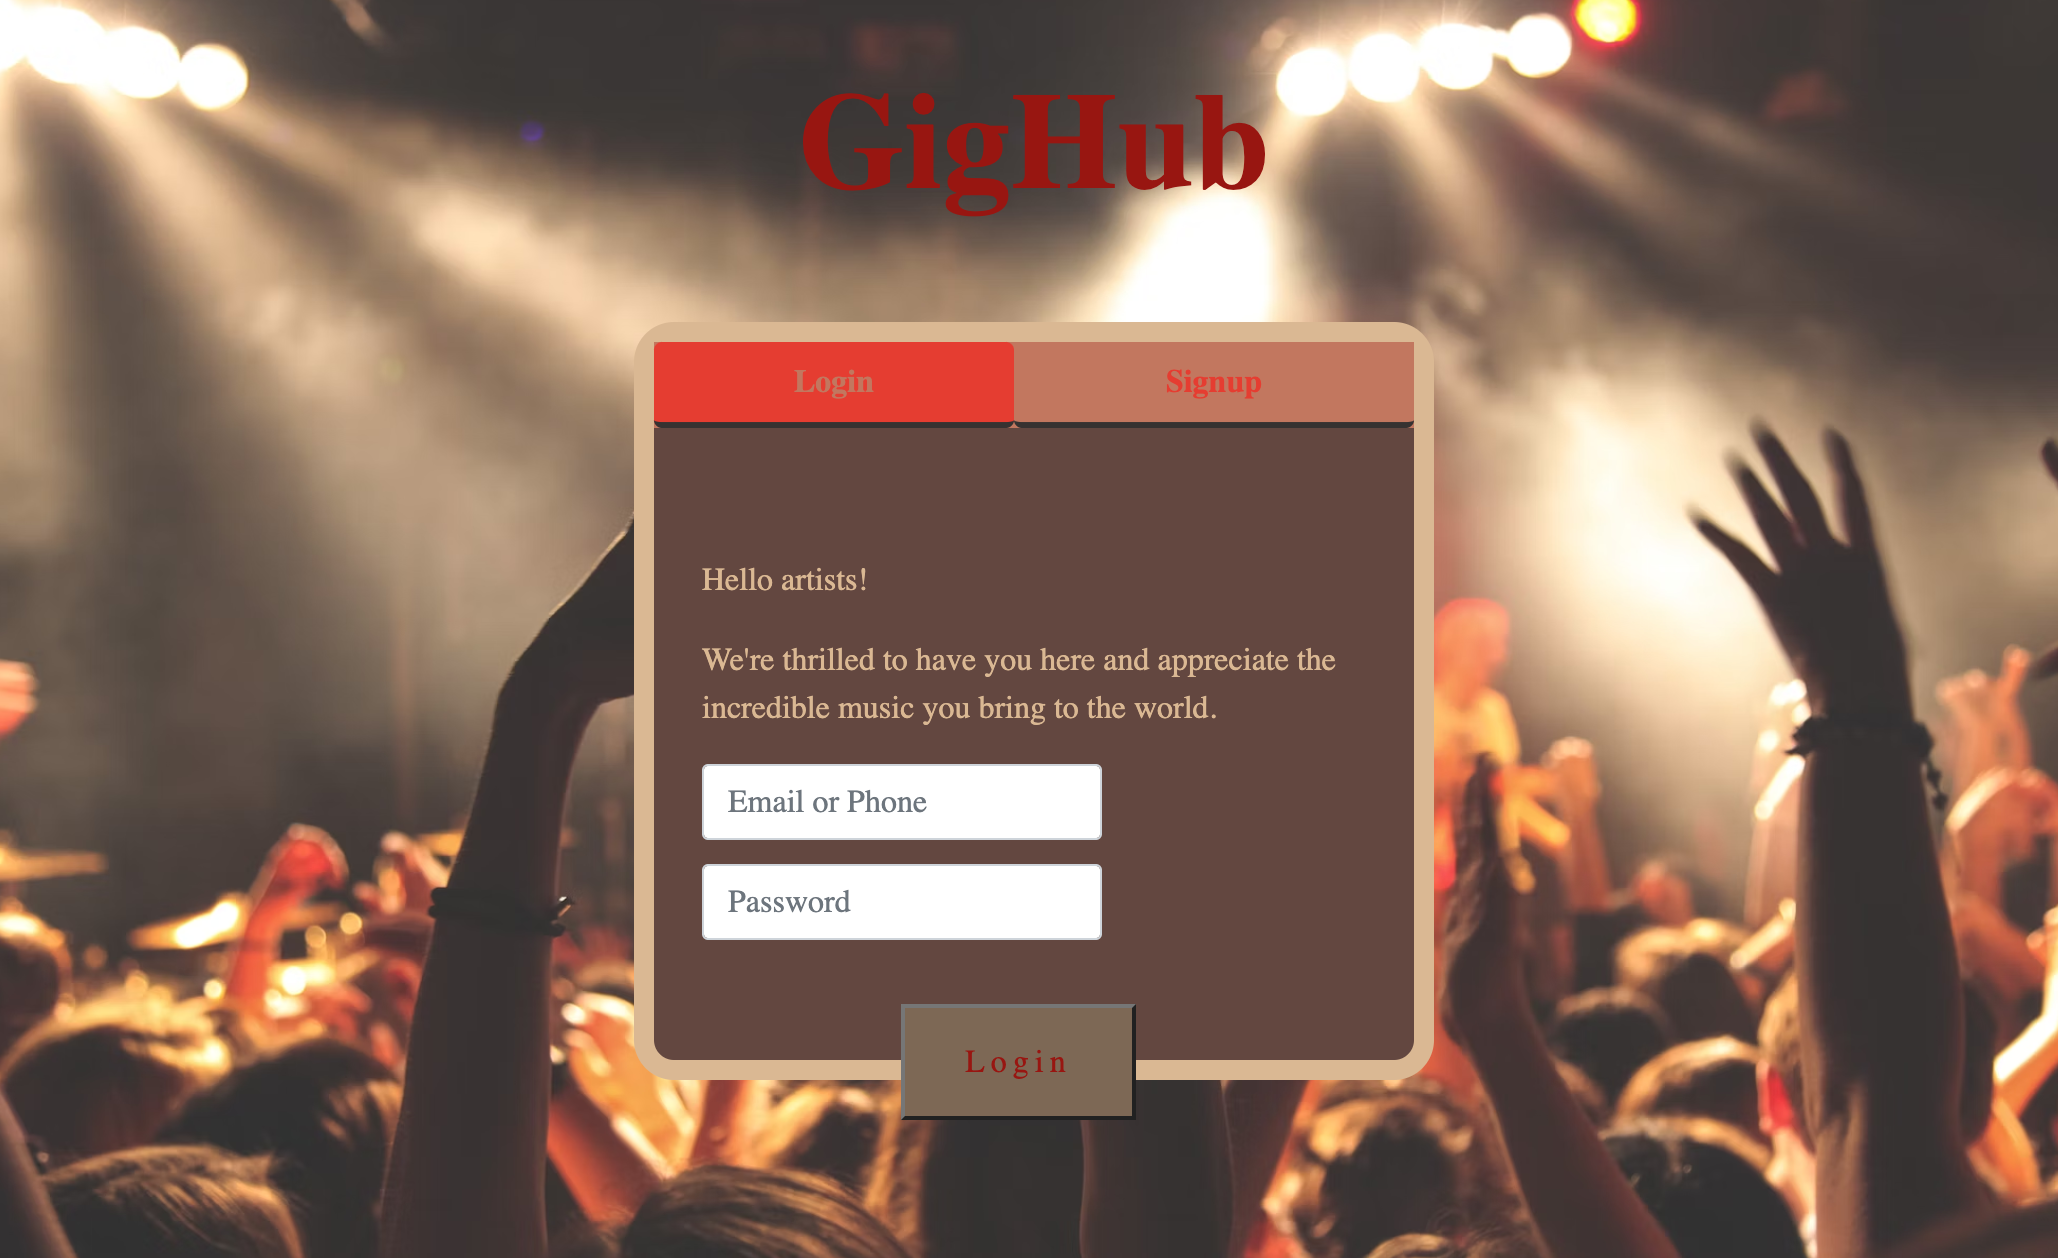 GigHub
Login
Signup
Hello artists!
We're thrilled to have you here and appreciate the
incredible music you bring to the world.
Email or Phone
Password
Login